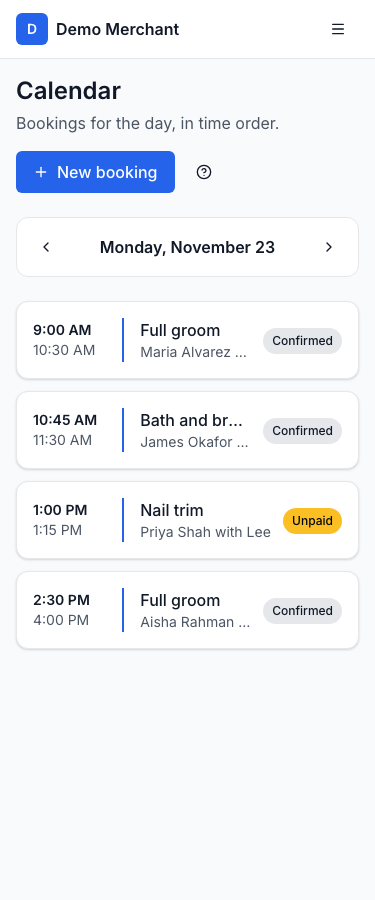 D Demo Merchant
Calendar
Bookings for the day, in time order.
+ New booking
Monday, November 23
9:00 AM
10:30 AM
Full groom
Maria Alvarez ...
Confirmed
10:45 AM
11:30 AM
Bath and br...
James Okafor ...
Confirmed
1:00 PM
1:15 PM
Nail trim
Priya Shah with Lee
Unpaid
2:30 PM
4:00 PM
Full groom
Aisha Rahman ...
Confirmed